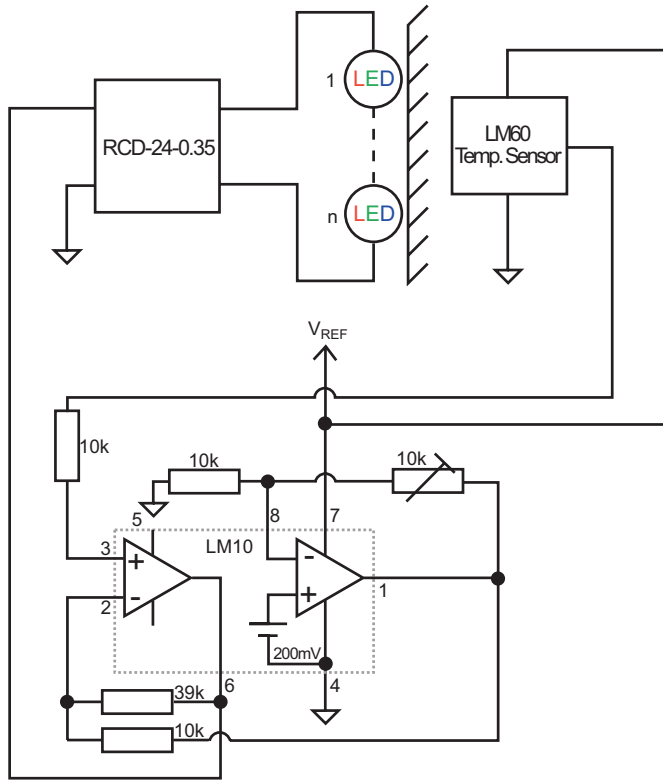 1
LED
RCD-24-0.35
LM60
Temp. Sensor
n
LED
VREF
10k
10k
10k
5
8
7
LM10
3
+
-
+
-
2
1
200mV
6
4
39k
10k